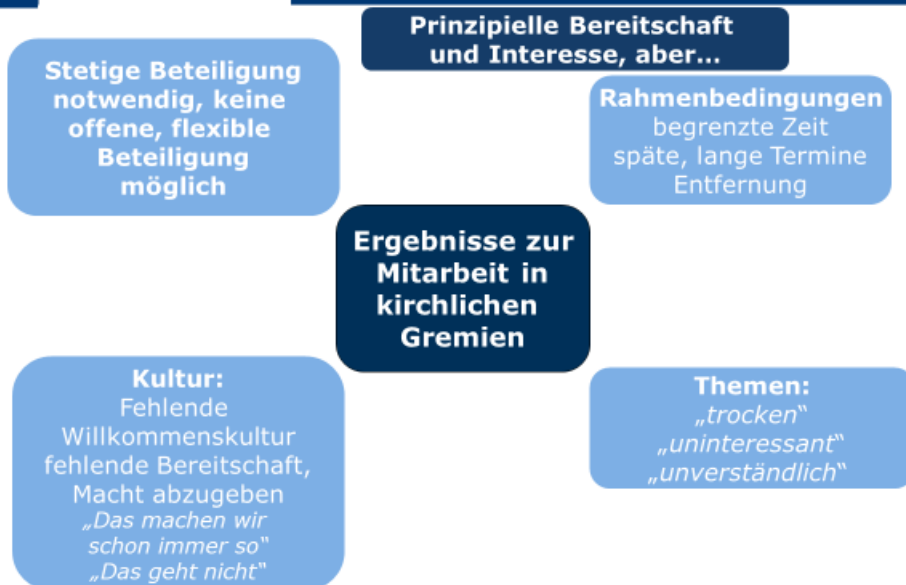 Prinzipielle Bereitschaft
und Interesse, aber...
Stetige Beteiligung
notwendig, keine
offene, flexible
Beteiligung
möglich
Rahmenbedingungen
begrenzte Zeit
späte, lange Termine
Entfernung
Ergebnisse zur
Mitarbeit in
kirchlichen
Gremien
Kultur:
Fehlende
Willkommenskultur
fehlende Bereitschaft,
Macht abzugeben
„Das machen wir
schon immer so“
„Das geht nicht“
Themen:
„trocken“
„uninteressant“
„unverständlich“